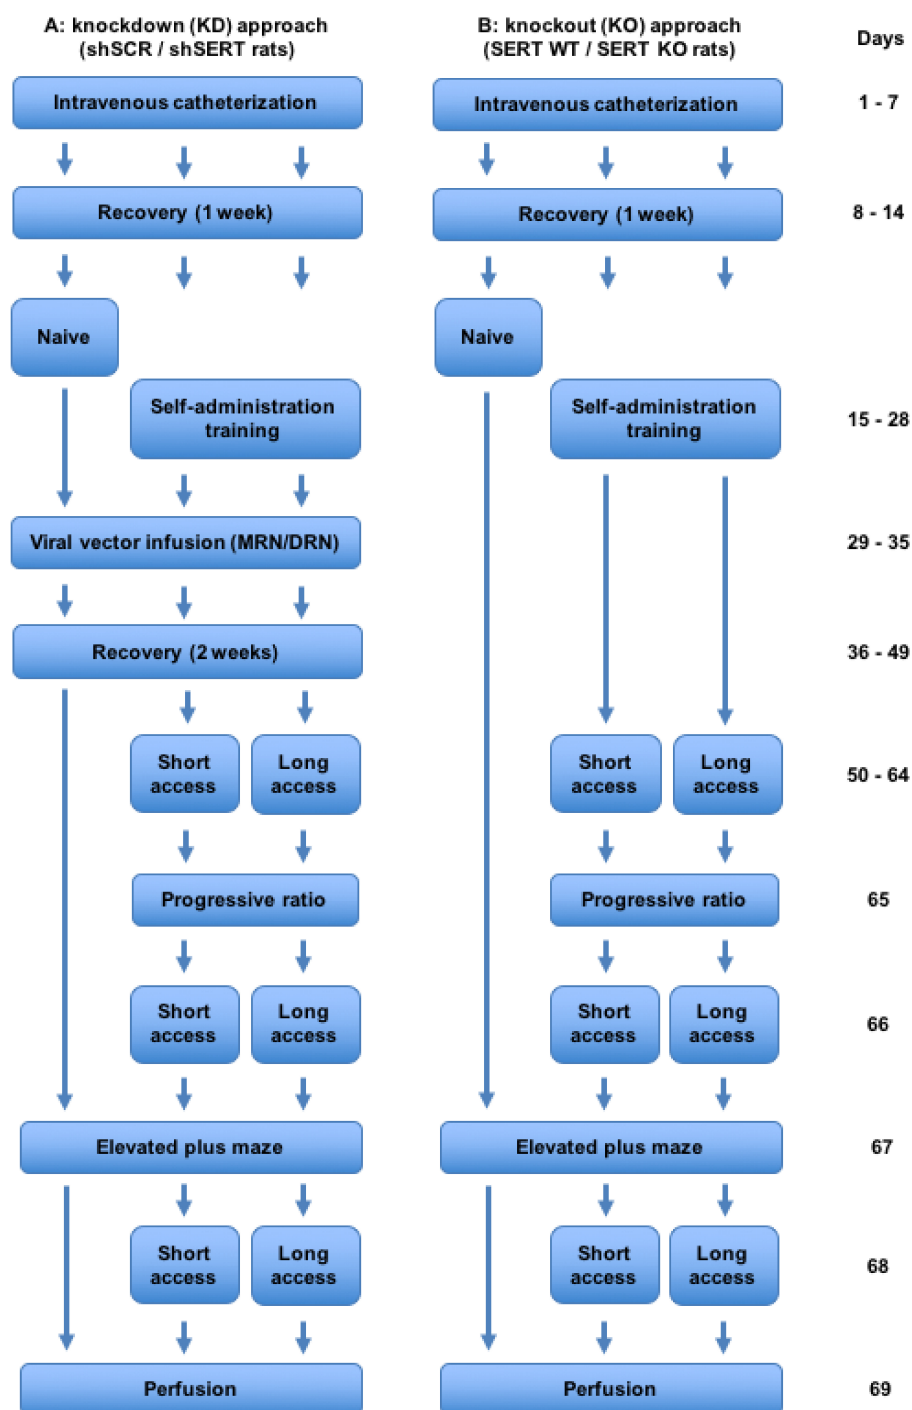 A: knockdown (KD) approach
(shSCR / shSERT rats)
B: knockout (KO) approach
(SERT WT / SERT KO rats)
Days
Intravenous catheterization
Intravenous catheterization
1 - 7
Recovery (1 week)
Recovery (1 week)
8 - 14
Naive
Naive
Self-administration
training
Self-administration
training
15 - 28
Viral vector infusion (MRN/DRN)
29 - 35
Recovery (2 weeks)
36 - 49
Short
access
Long
access
Short
access
Long
access
50 - 64
Progressive ratio
Progressive ratio
65
Short
access
Long
access
Short
access
Long
access
66
Elevated plus maze
Elevated plus maze
67
Short
access
Long
access
Short
access
Long
access
68
Perfusion
Perfusion
69